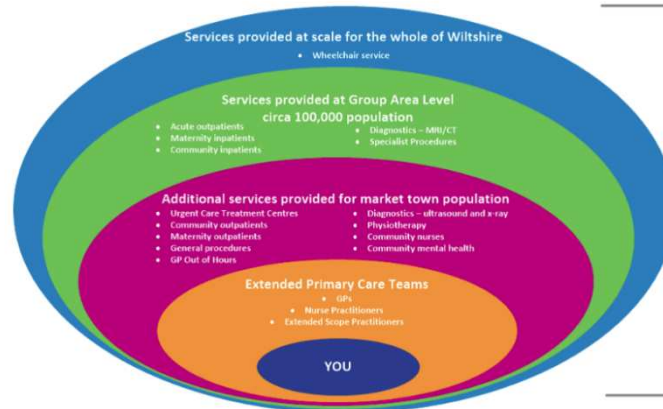 Services provided at scale for the whole of Wiltshire
• Wheelchair service
Services provided at Group Area Level
circa 100,000 population
• Acute outpatients
• Maternity inpatients
• Community inpatients
• Diagnostics – MRI/CT
• Specialist Procedures
Additional services provided for market town population
• Urgent Care Treatment Centres
• Community outpatients
• Maternity outpatients
• General procedures
• GP Out of Hours
• Diagnostics – ultrasound and x-ray
• Physiotherapy
• Community nurses
• Community mental health
Extended Primary Care Teams
• GPs
• Nurse Practitioners
• Extended Scope Practitioners
YOU